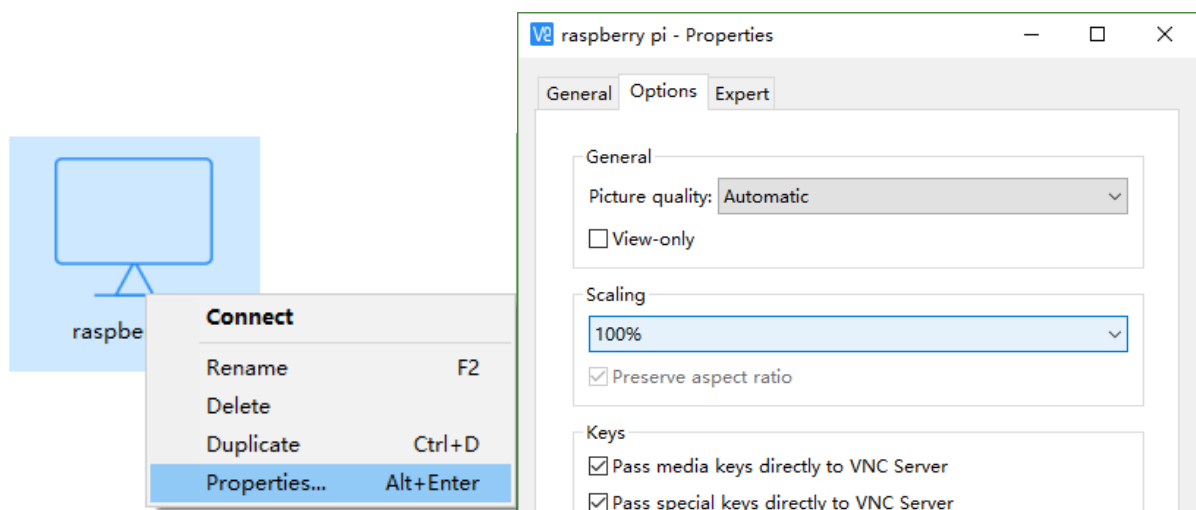 raspbe
Connect
Rename F2
Delete
Duplicate Ctrl+D
Properties... Alt+Enter
V2 raspberry pi - Properties
General Options Expert
General
Picture quality: Automatic
View-only
Scaling
100%
Preserve aspect ratio
Keys
Pass media keys directly to VNC Server
Pass special keys directly to VNC Server